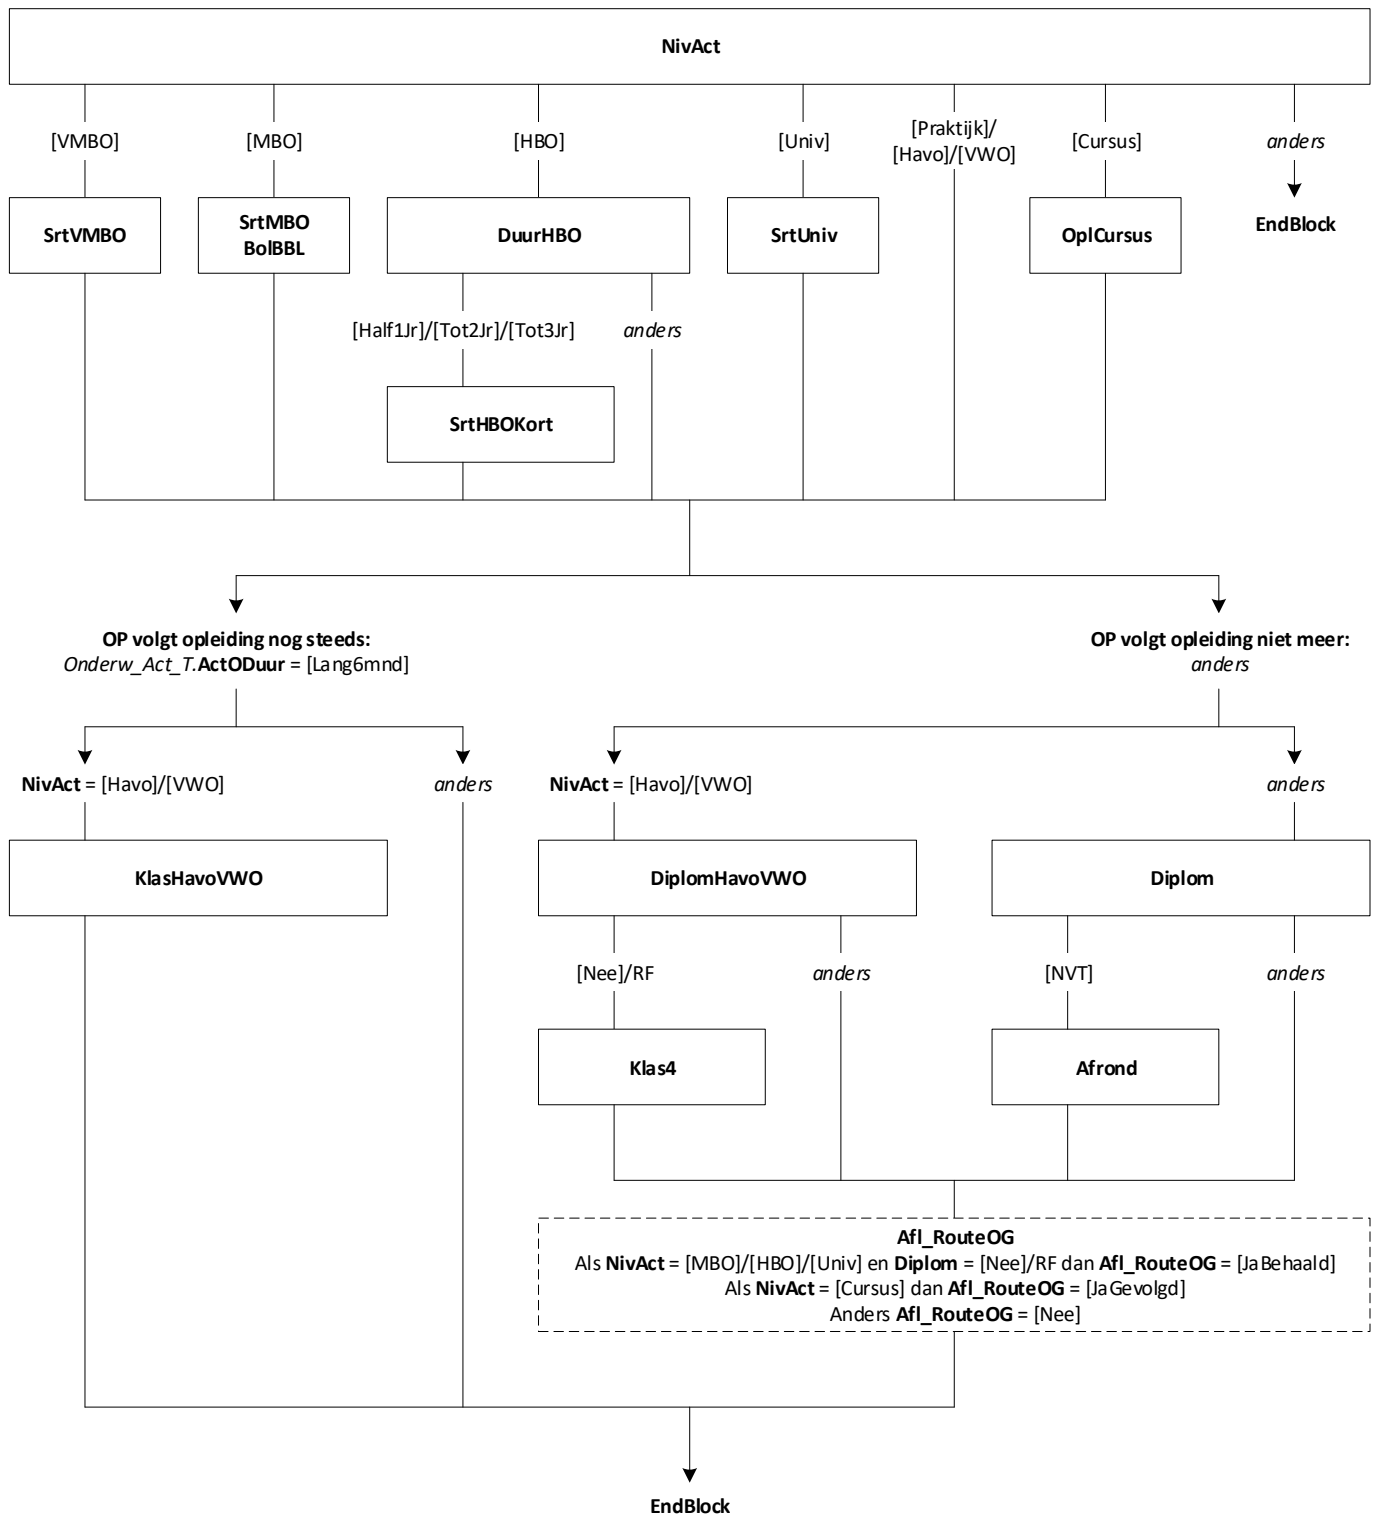 NivAct
[VMBO]
[MBO]
[HBO]
[Univ]
[Praktijk]/
[Havo]/[VWO]
[Cursus]
anders
SrtVMBO
SrtMBO
BolBBL
DuurHBO
SrtUniv
OplCursus
EndBlock
[Half1Jr]/[Tot2Jr]/[Tot3Jr]
anders
SrtHBOKort
OP volgt opleiding nog steeds:
Onderw_Act_T.ActODuur = [Lang6mnd]
OP volgt opleiding niet meer:
anders
NivAct = [Havo]/[VWO]
anders
NivAct = [Havo]/[VWO]
anders
KlasHavoVWO
DiplomHavoVWO
Diplom
[Nee]/RF
anders
[NVT]
anders
Klas4
Afrond
Afl_RouteOG
Als NivAct = [MBO]/[HBO]/[Univ] en Diplom = [Nee]/RF dan Afl_RouteOG = [JaBehaald]
Als NivAct = [Cursus] dan Afl_RouteOG = [JaGevolgd]
Anders Afl_RouteOG = [Nee]
EndBlock